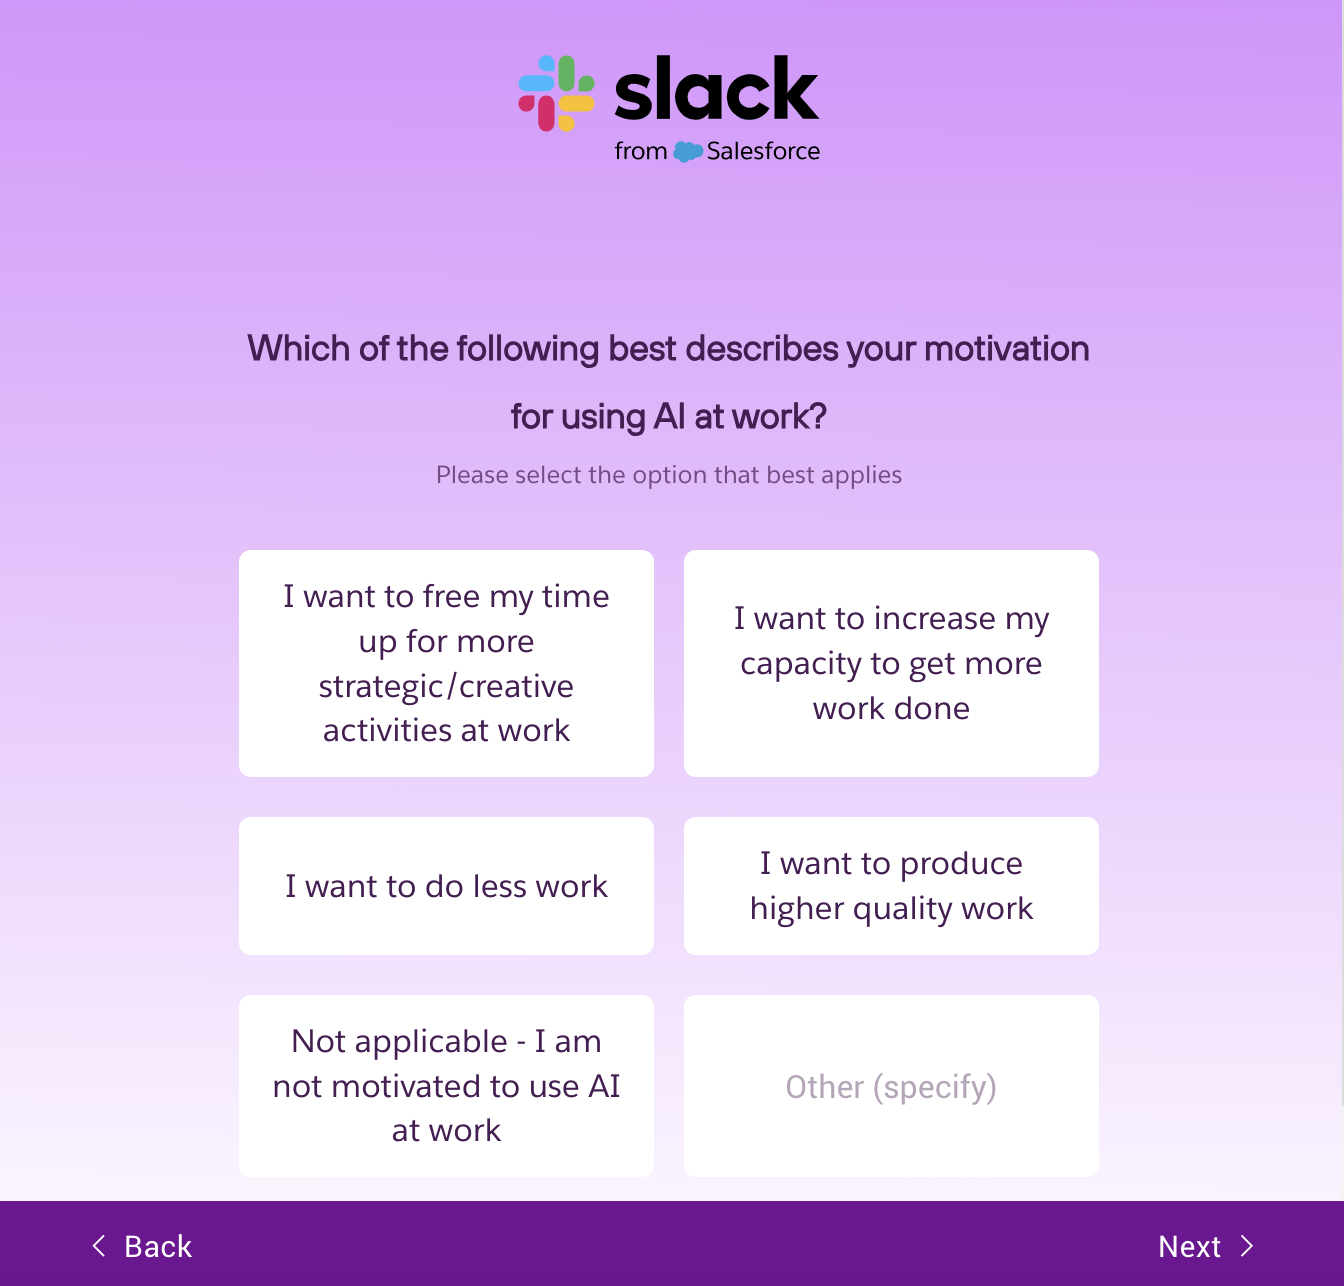 slack
from Salesforce
Which of the following best describes your motivation
for using AI at work?
Please select the option that best applies
I want to free my time
up for more
strategic/creative
activities at work
I want to increase my
capacity to get more
work done
I want to do less work
I want to produce
higher quality work
Not applicable - I am
not motivated to use AI
at work
Other (specify)
Back
Next